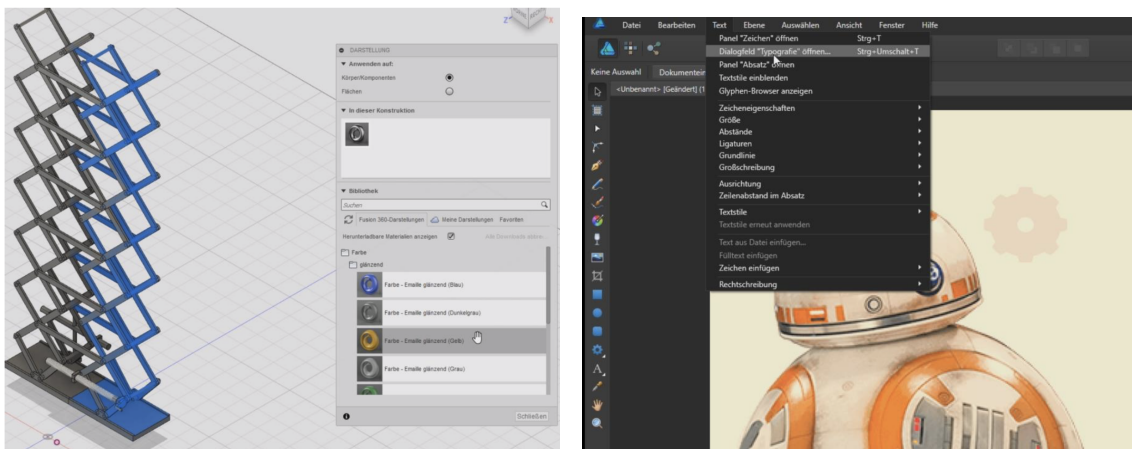 Z
X
DARSTELLUNG
Anwenden auf:
Körper/Komponenten
Flächen
In dieser Konstruktion
Bibliothek
Suchen
Fusion 360-Darstellungen Meine Darstellungen Favoriten
Herunterladbare Materialien anzeigen
Farbe
glänzend
Farbe - Emaille glänzend (Blau)
Farbe - Emaille glänzend (Dunkelgrau)
Farbe - Emaille glänzend (Gelb)
Farbe - Emaille glänzend (Grau)
Schließen
Datei Bearbeiten Text Ebene Auswählen Ansicht Fenster Hilfe
Panel "Zeichen" öffnen Strg+T
Dialogfeld "Typografie" öffnen... Strg+Umschalt+T
Panel "Absatz" öffnen
Textstile einblenden
Glyphen-Browser anzeigen
Zeicheneigenschaften
Größe
Abstände
Ligaturen
Grundlinie
Großschreibung
Ausrichtung
Zeilenabstand im Absatz
Textstile
Textstile erneut anwenden
Text aus Datei einfügen...
Fülltext einfügen
Zeichen einfügen
Rechtschreibung
Keine Auswahl Dokumentein
<Unbenannt> [Geändert] (1